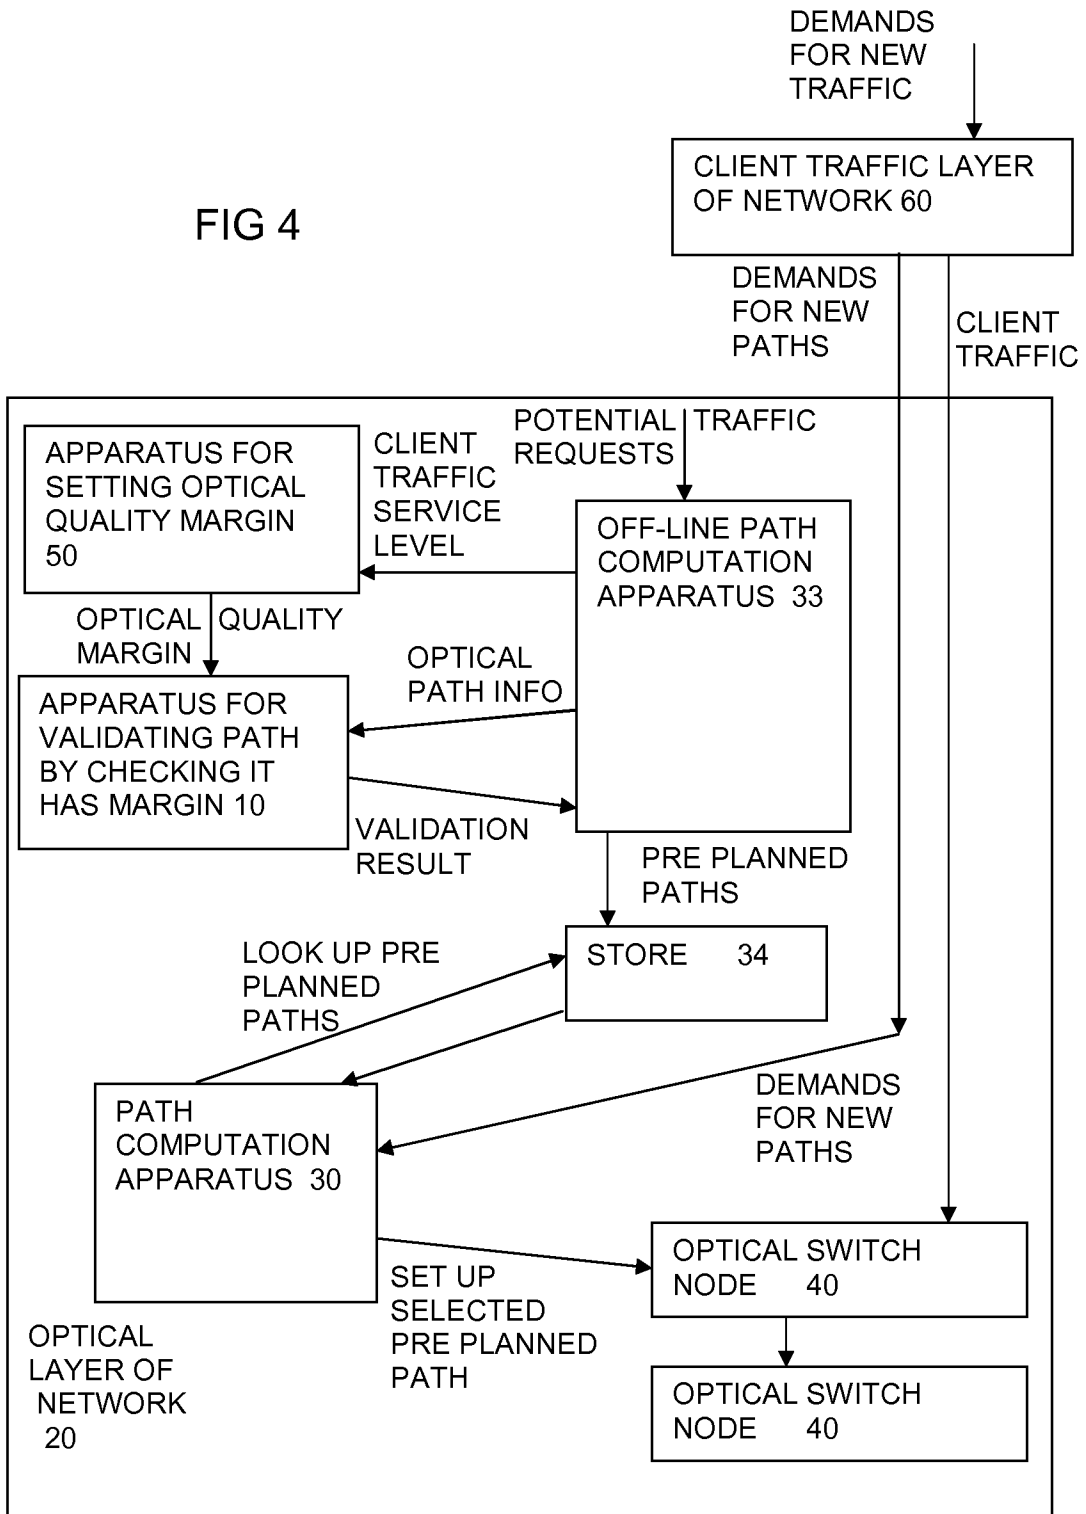 DEMANDS
FOR NEW
TRAFFIC
CLIENT TRAFFIC LAYER
OF NETWORK 60
FIG 4
DEMANDS
FOR NEW
PATHS
CLIENT
TRAFFIC
POTENTIAL TRAFFIC
REQUESTS
APPARATUS FOR
SETTING OPTICAL
QUALITY MARGIN
50
CLIENT
TRAFFIC
SERVICE
LEVEL
OFF-LINE PATH
COMPUTATION
APPARATUS 33
OPTICAL QUALITY
MARGIN
OPTICAL
PATH INFO
APPARATUS FOR
VALIDATING PATH
BY CHECKING IT
HAS MARGIN 10
VALIDATION
RESULT
PRE PLANNED
PATHS
STORE 34
LOOK UP PRE
PLANNED
PATHS
DEMANDS
FOR NEW
PATHS
PATH
COMPUTATION
APPARATUS 30
OPTICAL SWITCH
NODE 40
SET UP
SELECTED
PRE PLANNED
PATH
OPTICAL
LAYER OF
NETWORK
20
OPTICAL SWITCH
NODE 40